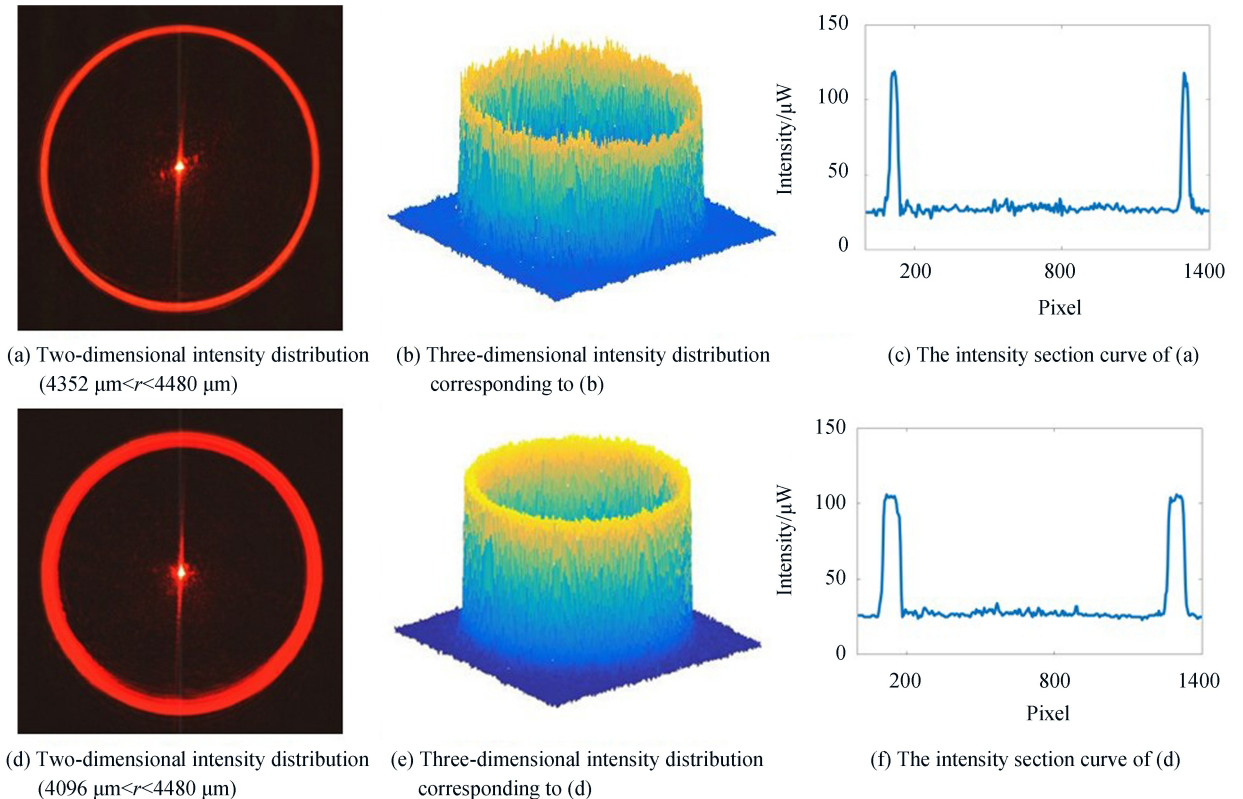 150
100
50
0
Intensity/μW
200 800 1400
Pixel
(a) Two-dimensional intensity distribution
(4352 μm<r<4480 μm)
(b) Three-dimensional intensity distribution
corresponding to (b)
(c) The intensity section curve of (a)
150
100
50
0
Intensity/μW
200 800 1400
Pixel
(d) Two-dimensional intensity distribution
(4096 μm<r<4480 μm)
(e) Three-dimensional intensity distribution
corresponding to (d)
(f) The intensity section curve of (d)